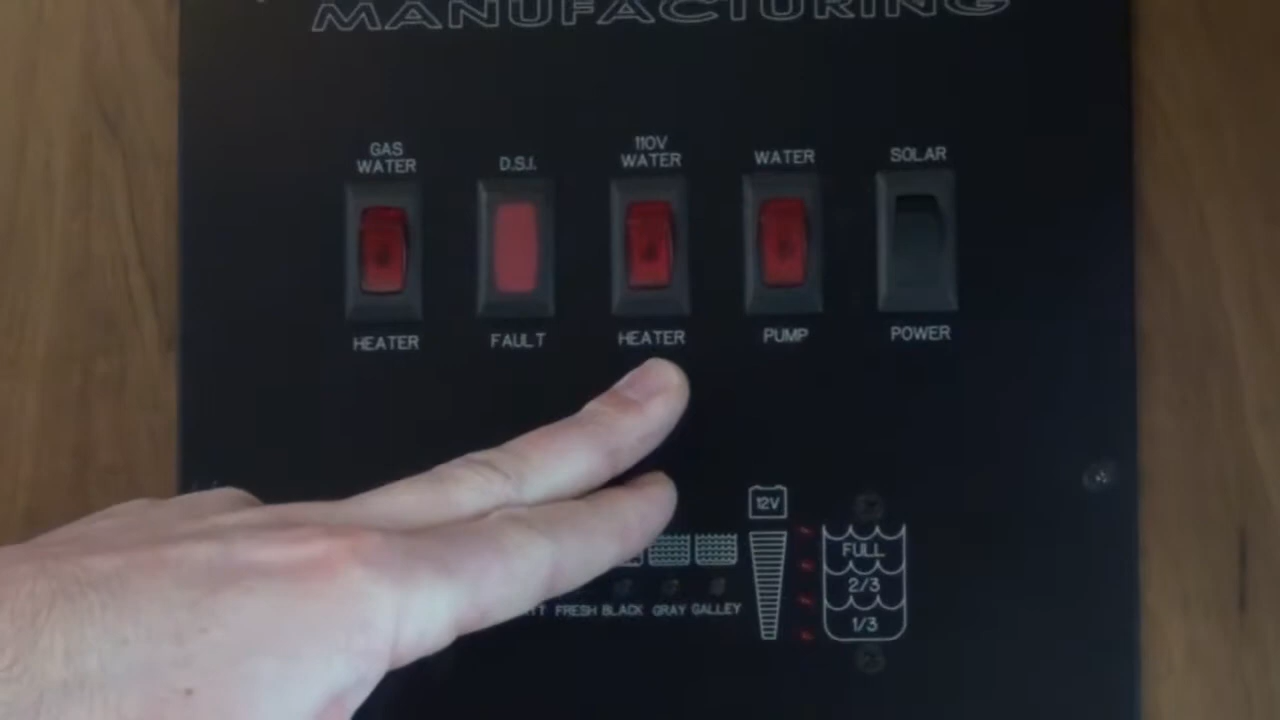 MANUFACTURING
GAS
WATER
D.S.I.
110V
WATER
WATER
SOLAR
HEATER
FAULT
HEATER
PUMP
POWER
12V
FULL
2/3
1/3
FRESH BLACK GRAY GALLEY